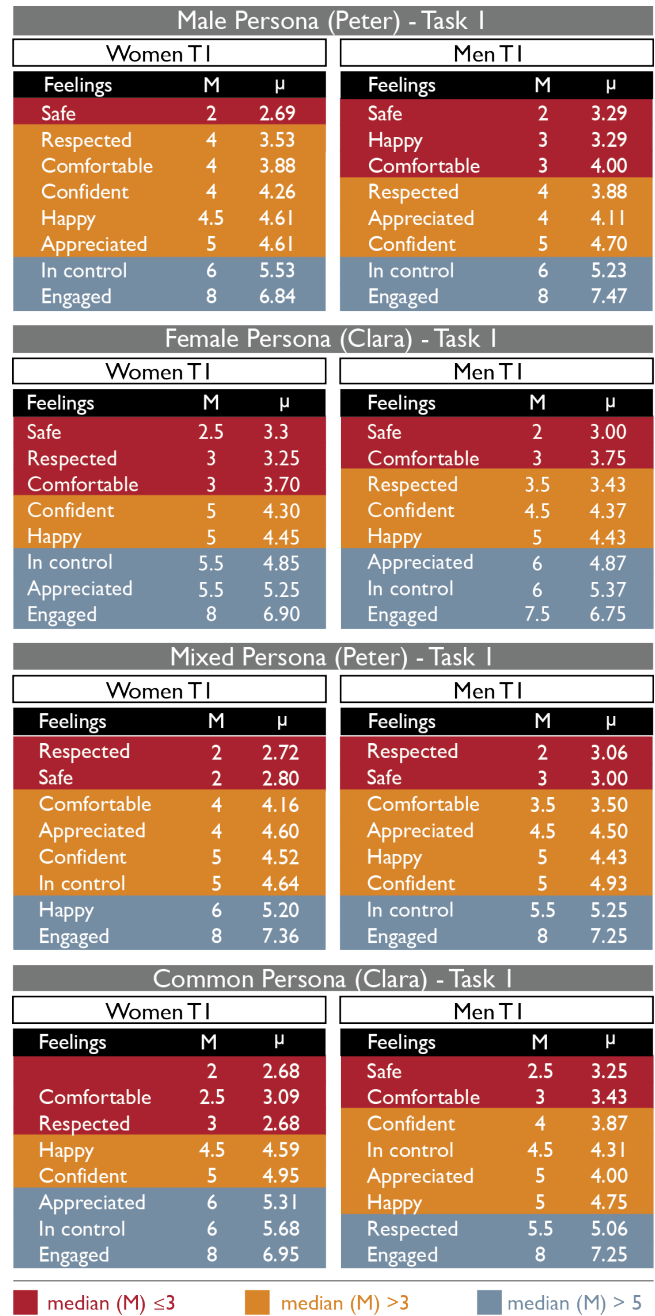 Male Persona (Peter) - Task 1
Women T1
Feelings M µ
Safe 2 2.69
Respected 4 3.53
Comfortable 4 3.88
Confident 4 4.26
Happy 4.5 4.61
Appreciated 5 4.61
In control 6 5.53
Engaged 8 6.84
Men T1
Feelings M µ
Safe 2 3.29
Happy 3 3.29
Comfortable 3 4.00
Respected 4 3.88
Appreciated 4 4.11
Confident 5 4.70
In control 6 5.23
Engaged 8 7.47
Female Persona (Clara) - Task 1
Women T1
Feelings M µ
Safe 2.5 3.3
Respected 3 3.25
Comfortable 3 3.70
Confident 5 4.30
Happy 5 4.45
In control 5.5 4.85
Appreciated 5.5 5.25
Engaged 8 6.90
Men T1
Feelings M µ
Safe 2 3.00
Comfortable 3 3.75
Respected 3.5 3.43
Confident 4.5 4.37
Happy 5 4.43
Appreciated 6 4.87
In control 6 5.37
Engaged 7.5 6.75
Mixed Persona (Peter) - Task 1
Women T1
Feelings M µ
Respected 2 2.72
Safe 2 2.80
Comfortable 4 4.16
Appreciated 4 4.60
Confident 5 4.52
In control 5 4.64
Happy 6 5.20
Engaged 8 7.36
Men T1
Feelings M µ
Respected 2 3.06
Safe 3 3.00
Comfortable 3.5 3.50
Appreciated 4.5 4.50
Happy 5 4.43
Confident 5 4.93
In control 5.5 5.25
Engaged 8 7.25
Common Persona (Clara) - Task 1
Women T1
Feelings M µ
2 2.68
Comfortable 2.5 3.09
Respected 3 2.68
Happy 4.5 4.59
Confident 5 4.95
Appreciated 6 5.31
In control 6 5.68
Engaged 8 6.95
Men T1
Feelings M µ
Safe 2.5 3.25
Comfortable 3 3.43
Confident 4 3.87
In control 4.5 4.31
Appreciated 5 4.00
Happy 5 4.75
Respected 5.5 5.06
Engaged 8 7.25
median (M) ≤3 median (M) >3 median (M) > 5